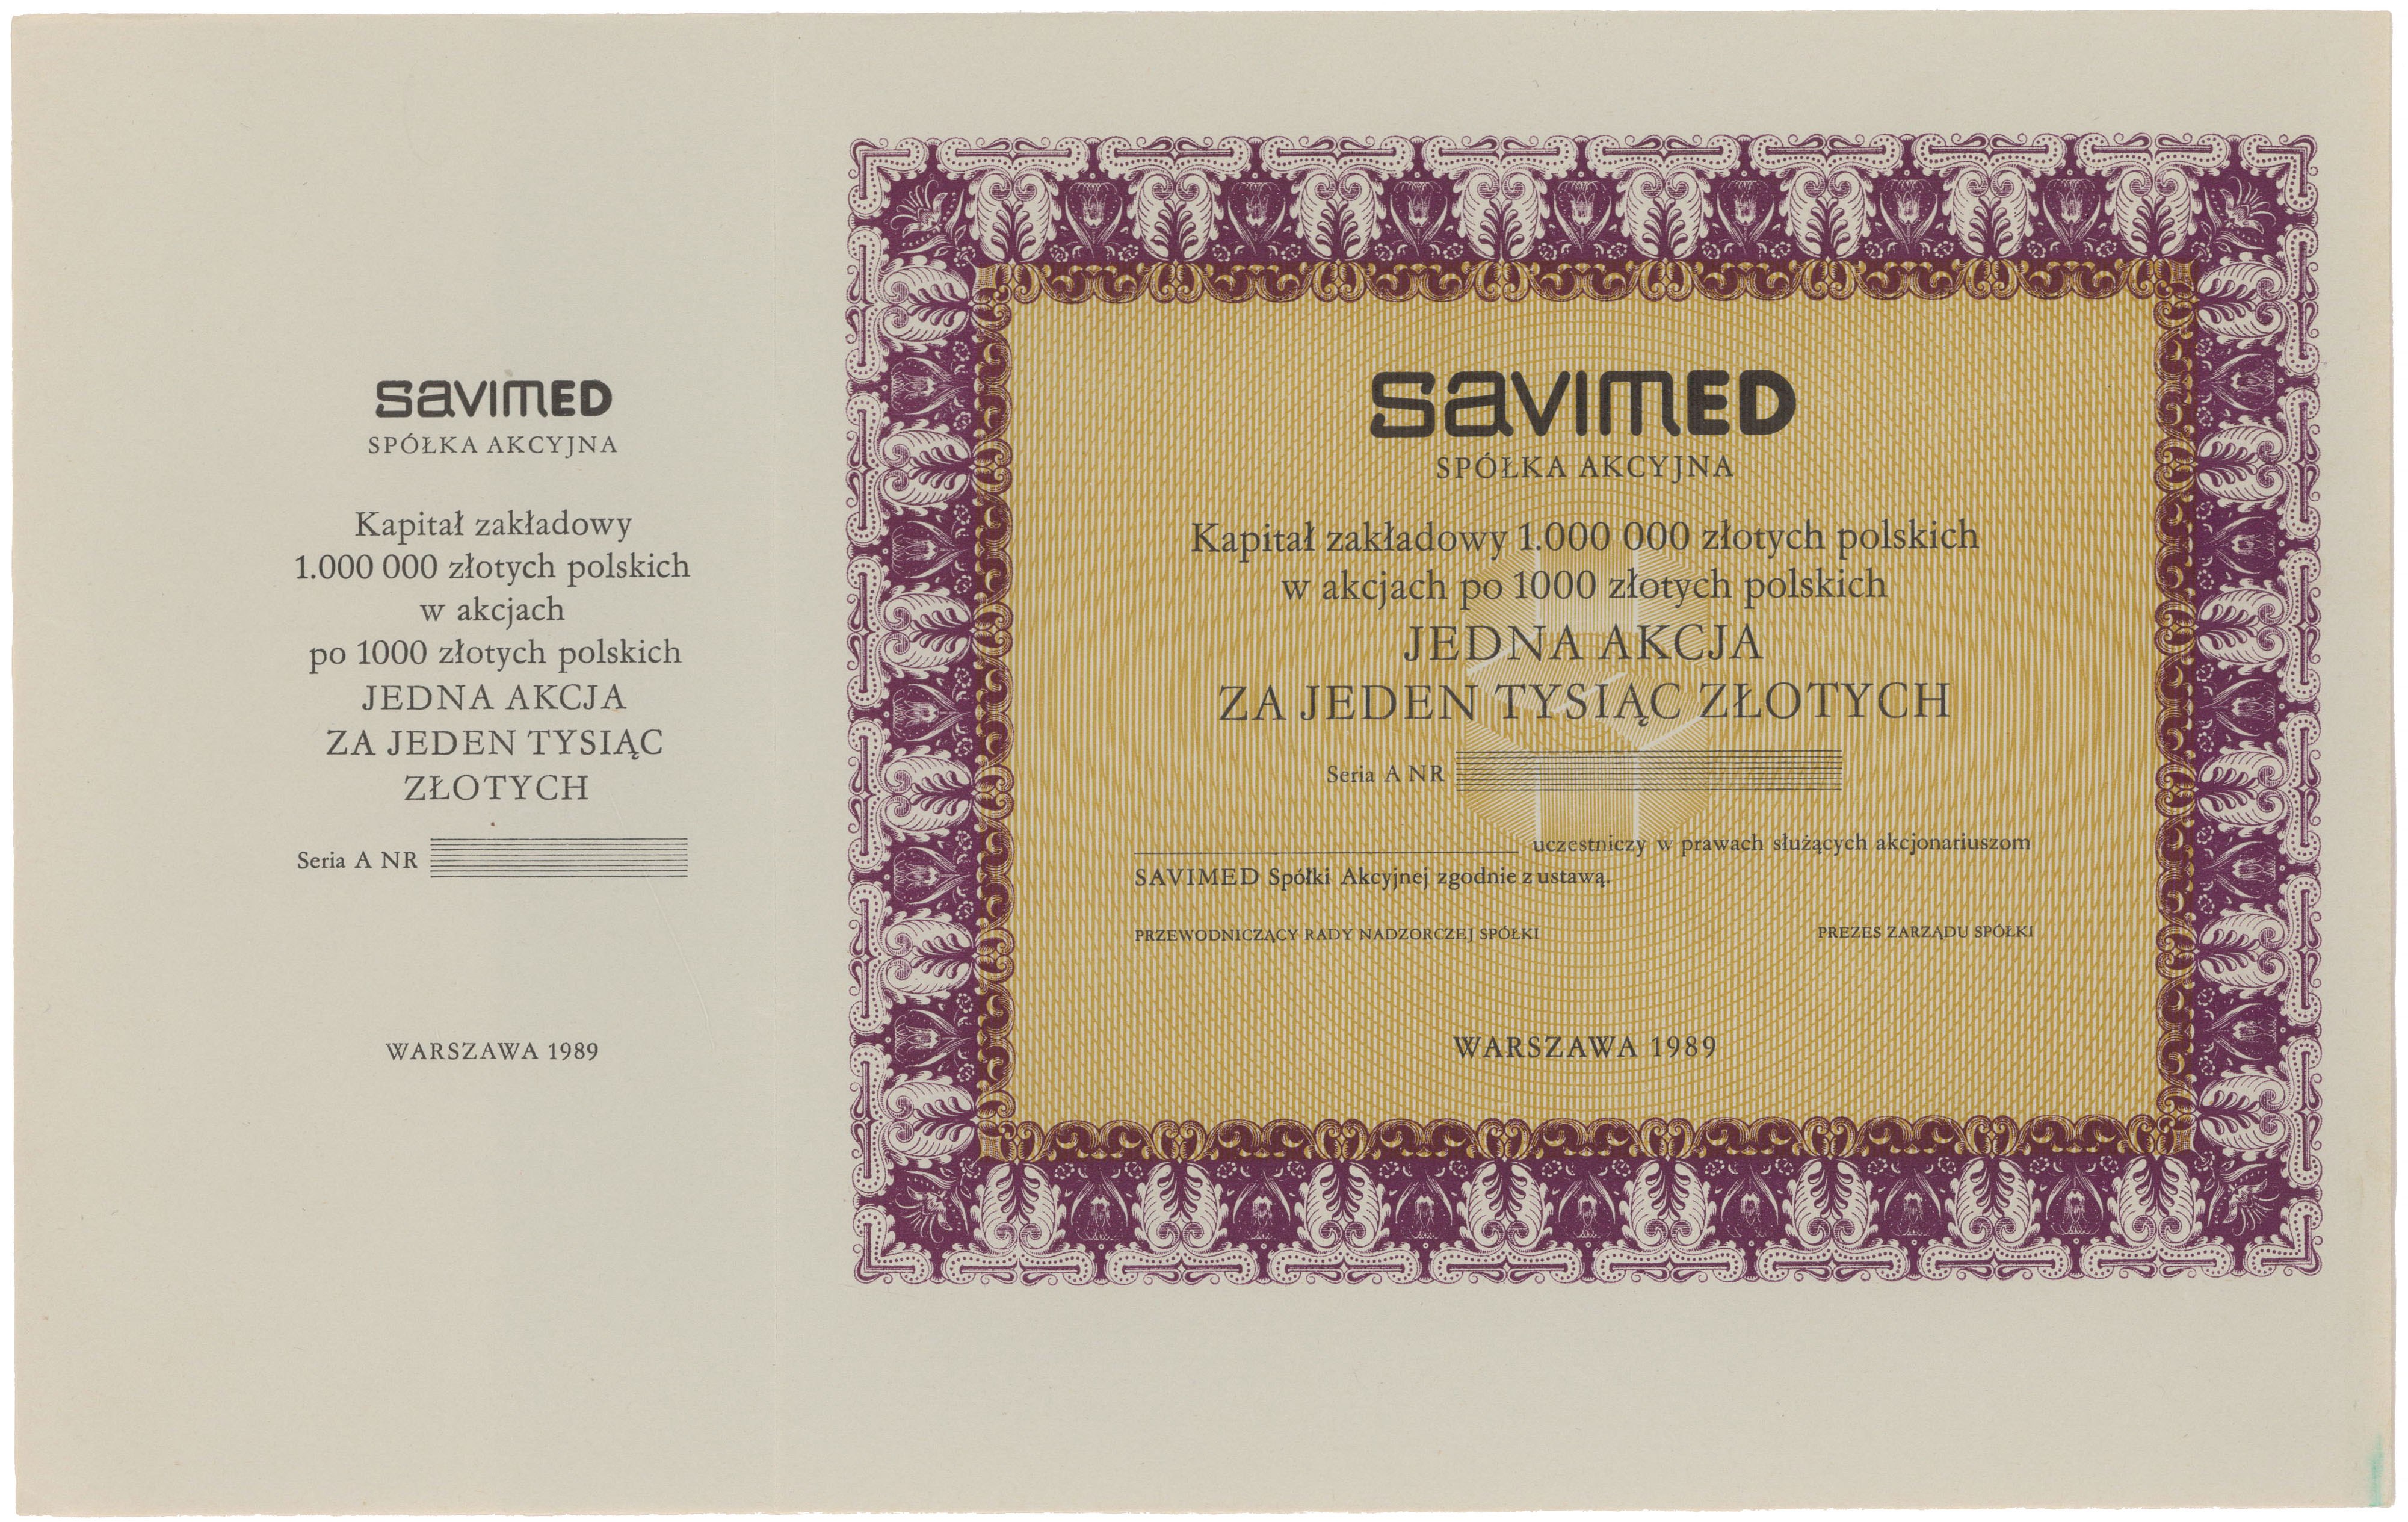 SAVIMED
SPÓŁKA AKCYJNA
Kapitał zakładowy
1.000 000 złotych polskich
w akcjach
po 1000 złotych polskich
JEDNA AKCJA
ZA JEDEN TYSIĄC
ZŁOTYCH
Seria A NR
WARSZAWA 1989
SAVIMED
SPÓŁKA AKCYJNA
Kapitał zakładowy 1.000 000 złotych polskich
w akcjach po 1000 złotych polskich
JEDNA AKCJA
ZA JEDEN TYSIĄC ZŁOTYCH
Seria A NR
uczestniczy w prawach służących akcjonariuszom
SAVIMED Spółki Akcyjnej zgodnie z ustawą.
PRZEWODNICZĄCY RADY NADZORCZEJ SPÓŁKI PREZES ZARZĄDU SPÓŁKI
WARSZAWA 1989